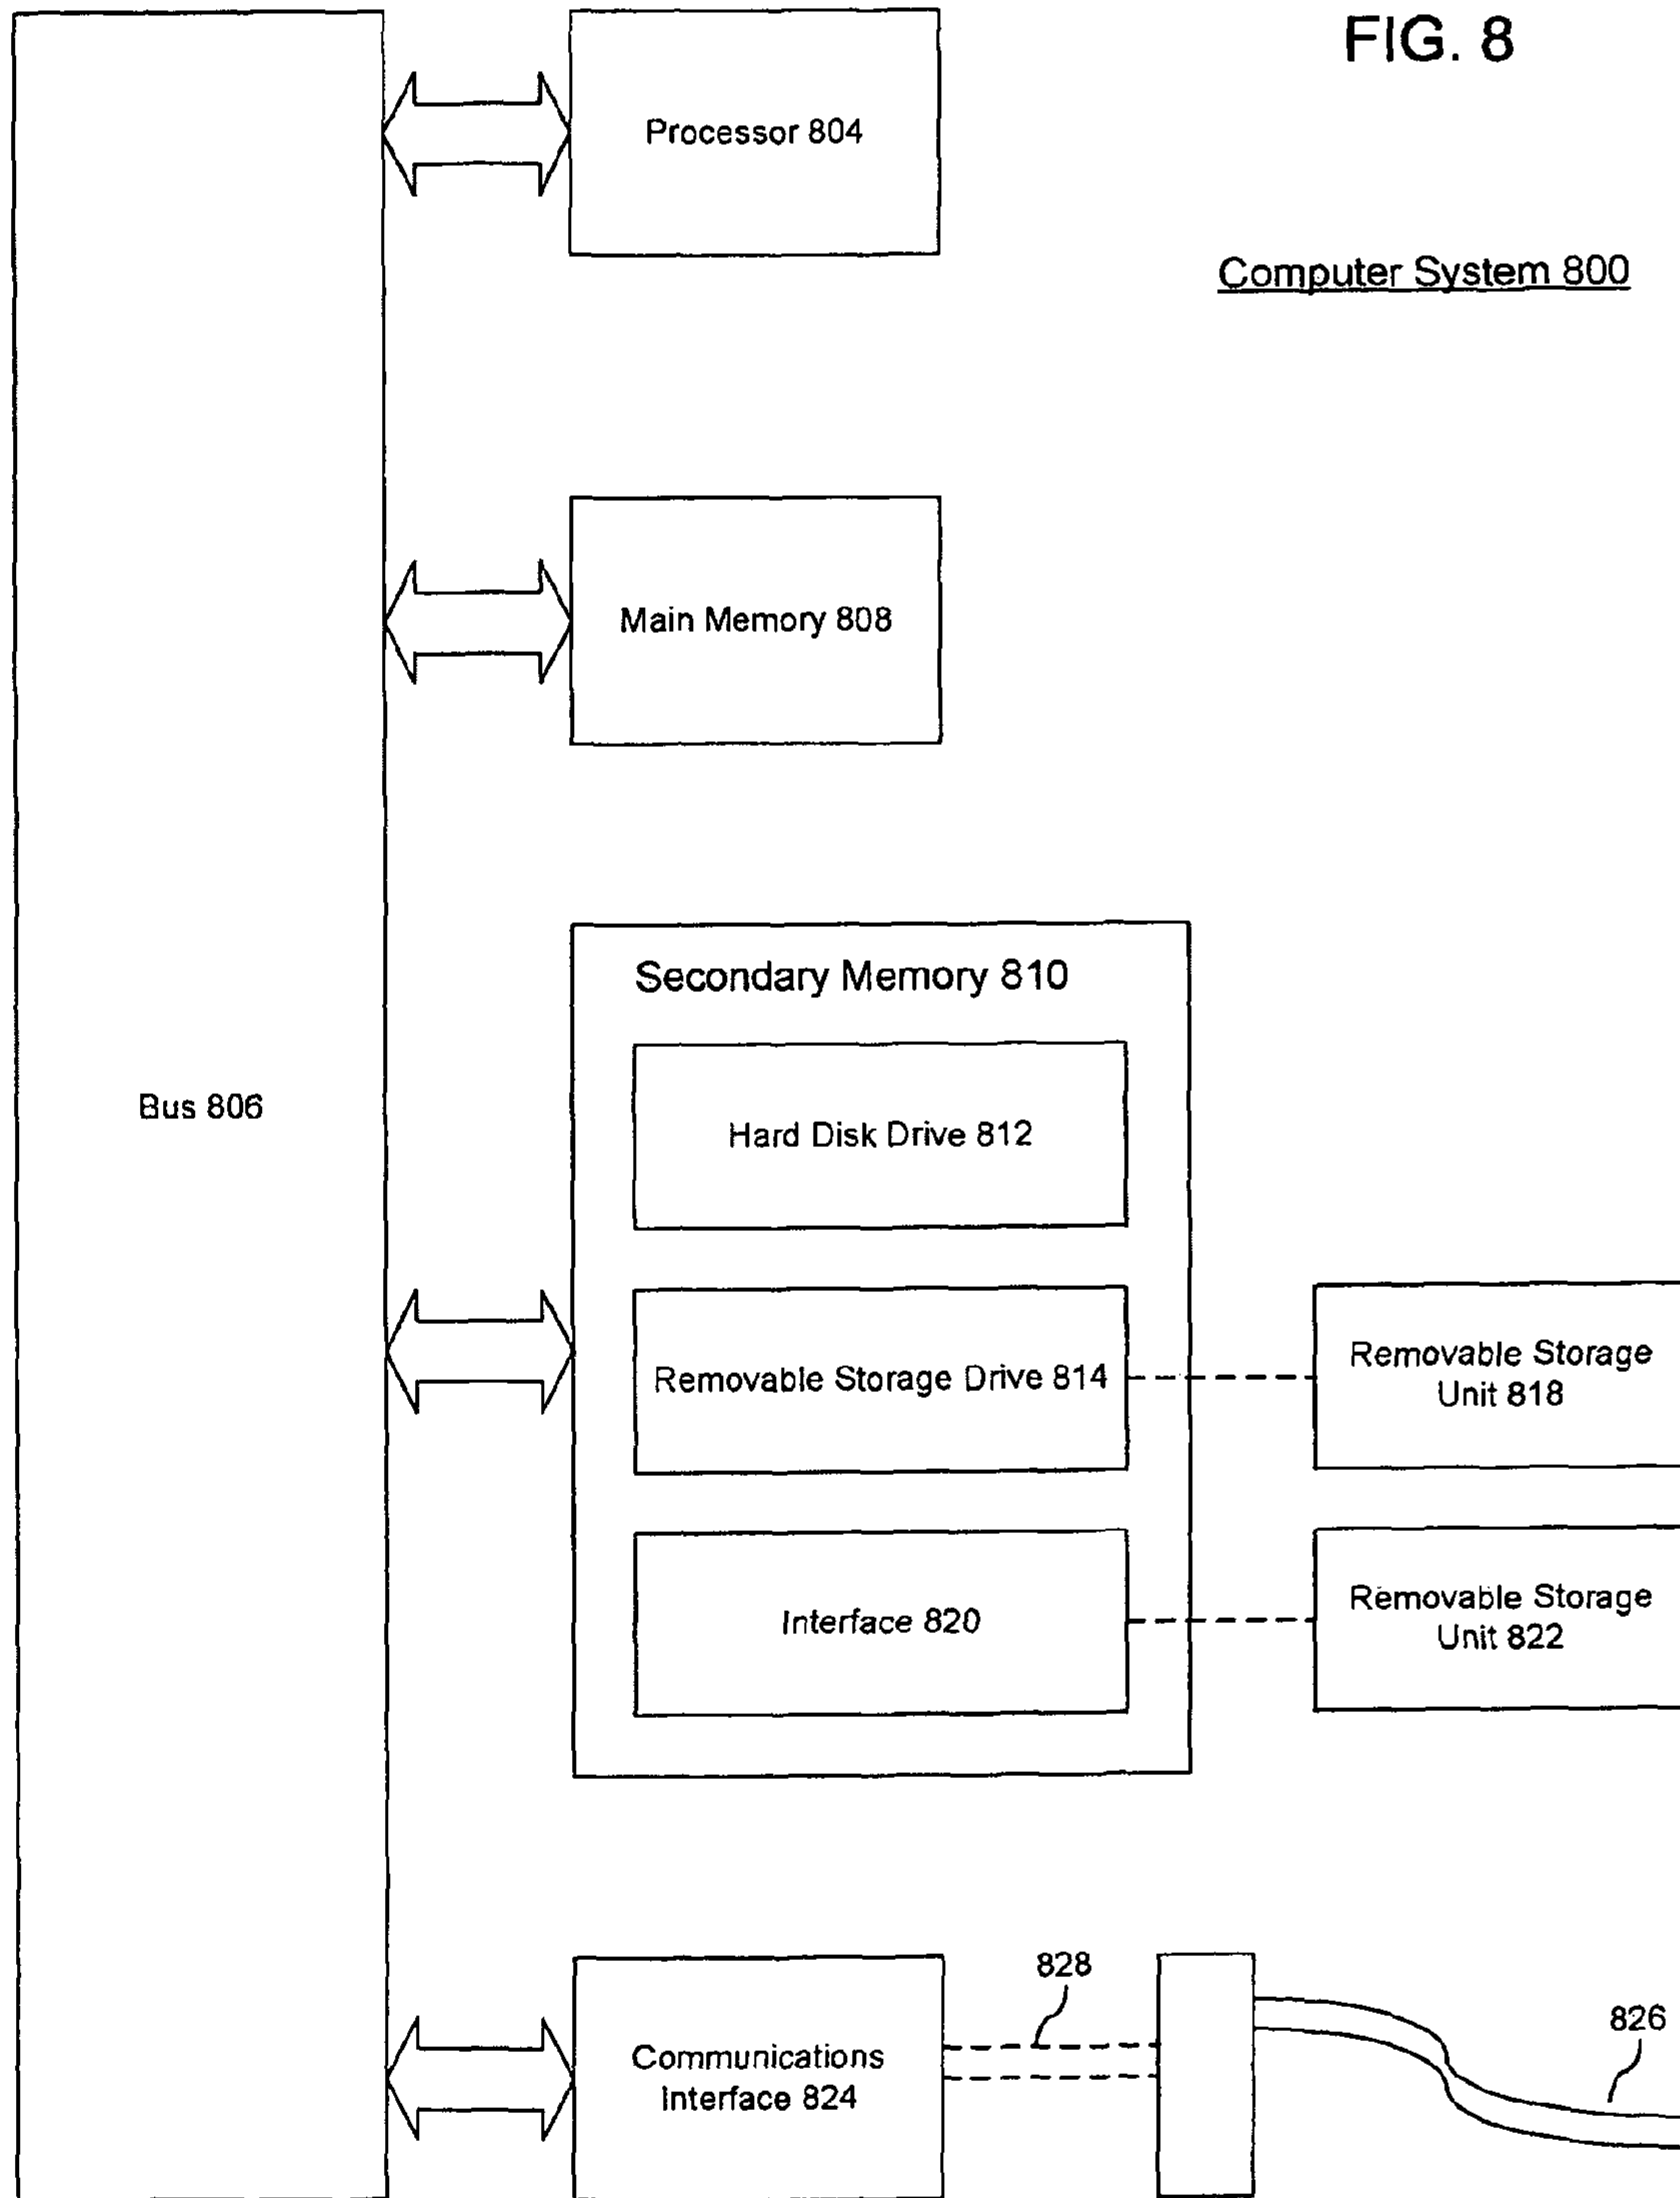 FIG. 8
Processor 804
Computer System 800
Main Memory 808
Secondary Memory 810
Bus 806
Hard Disk Drive 812
Removable Storage Drive 814
Removable Storage
Unit 818
Interface 820
Removable Storage
Unit 822
828
826
Communications
Interface 824